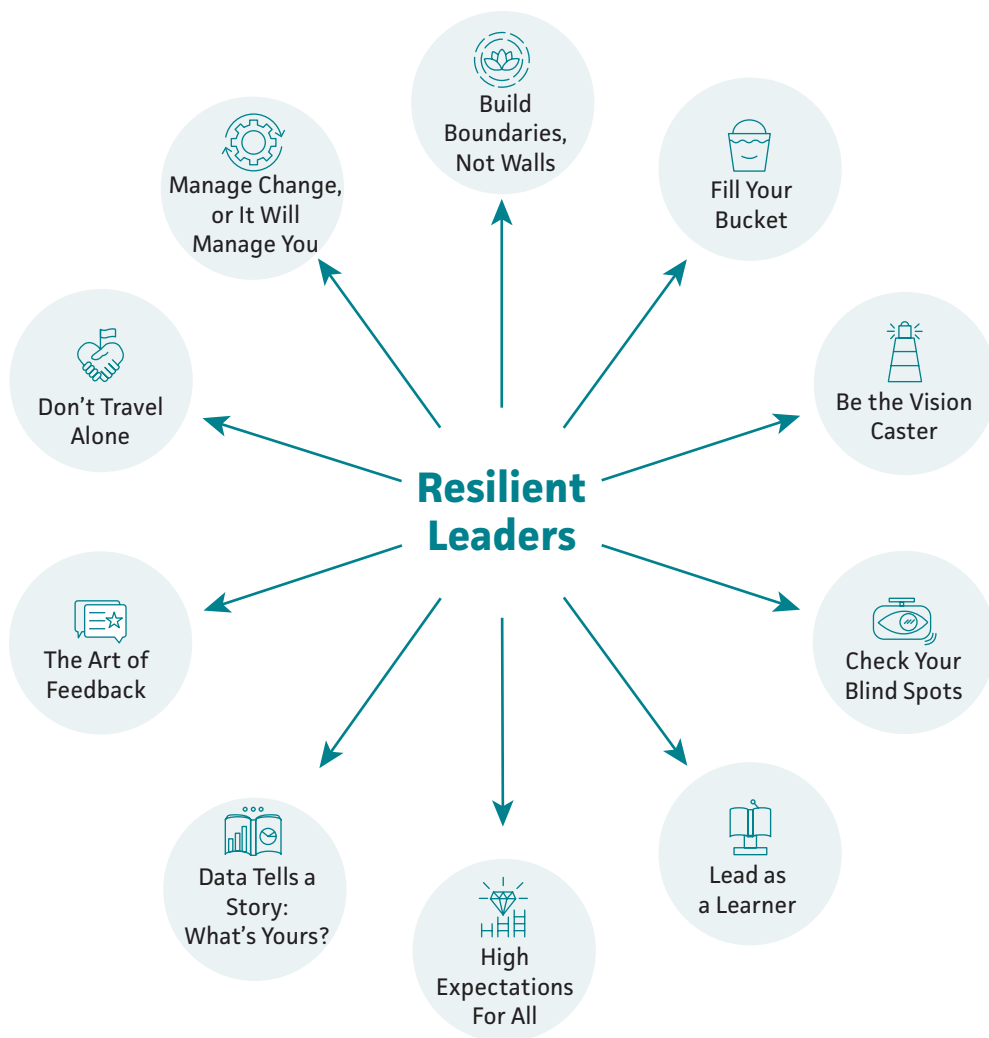 Build
Boundaries,
Not Walls
Fill Your
Bucket
Be the Vision
Caster
Check Your
Blind Spots
Lead as
a Learner
High
Expectations
For All
Data Tells a
Story:
What's Yours?
The Art of
Feedback
Don't Travel
Alone
Manage Change,
or It Will
Manage You
Resilient
Leaders